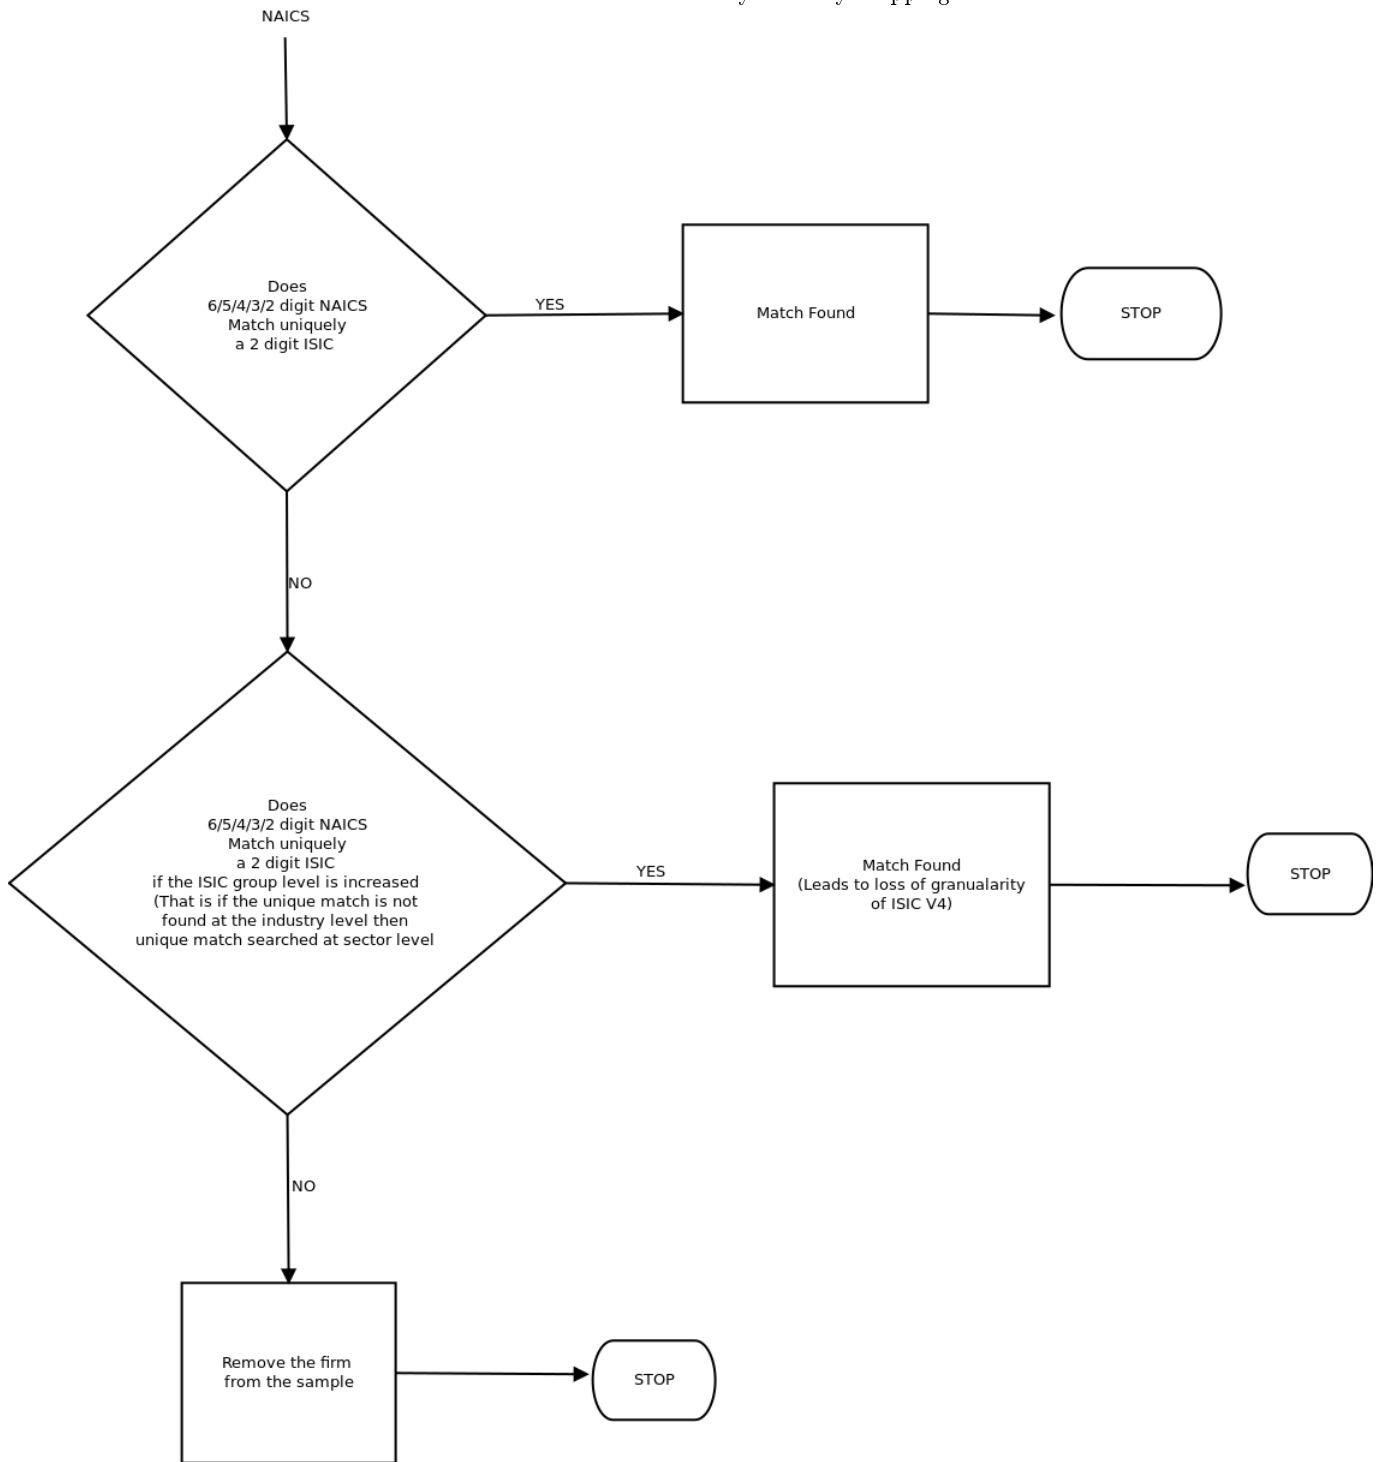 NAICS
Does
6/5/4/3/2 digit NAICS
Match uniquely
a 2 digit ISIC
YES
Match Found
STOP
NO
Does
6/5/4/3/2 digit NAICS
Match uniquely
a 2 digit ISIC
if the ISIC group level is increased
(That is if the unique match is not
found at the industry level then
unique match searched at sector level
YES
Match Found
(Leads to loss of granualarity
of ISIC V4)
STOP
NO
Remove the firm
from the sample
STOP